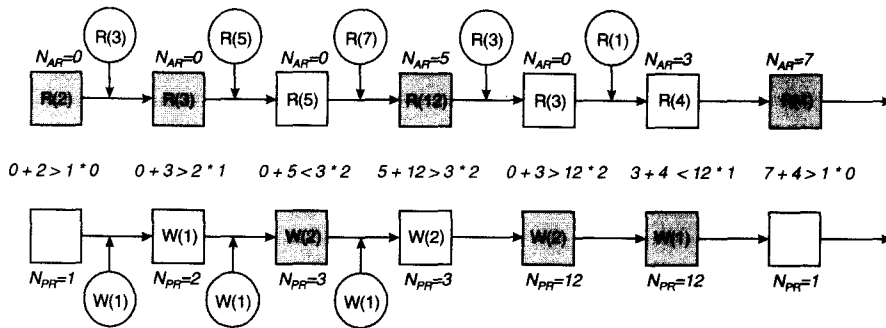 R(3) R(5) R(7) R(3) R(1)
N_AR=0 N_AR=0 N_AR=0 N_AR=5 N_AR=0 N_AR=3 N_AR=7
R(2) R(3) R(5) R(12) R(3) R(4)
0 + 2 > 1 * 0 0 + 3 > 2 * 1 0 + 5 < 3 * 2 5 + 12 > 3 * 2 0 + 3 > 12 * 2 3 + 4 < 12 * 1 7 + 4 > 1 * 0
W(1) W(2) W(2) W(2) W(1)
N_PR=1 N_PR=2 N_PR=3 N_PR=3 N_PR=12 N_PR=12 N_PR=1
W(1) W(1) W(1)